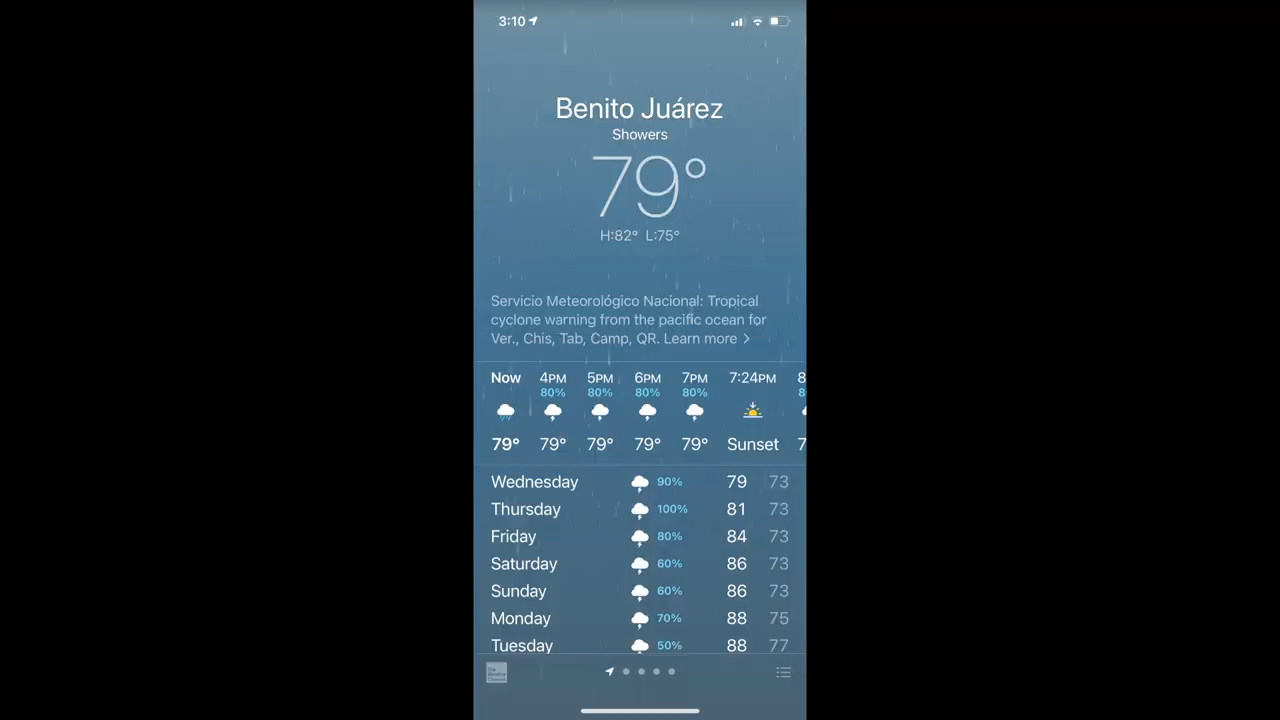 3:10
Benito Juárez
Showers
79°
H:82° L:75°
Servicio Meteorológico Nacional: Tropical
cyclone warning from the pacific ocean for
Ver., Chis, Tab, Camp, QR. Learn more >
Now 4PM 5PM 6PM 7PM 7:24PM 8
80% 80% 80% 80% 8
79° 79° 79° 79° 79° Sunset 7
Wednesday 90% 79 73
Thursday 100% 81 73
Friday 80% 84 73
Saturday 60% 86 73
Sunday 60% 86 73
Monday 70% 88 75
Tuesday 50% 88 77